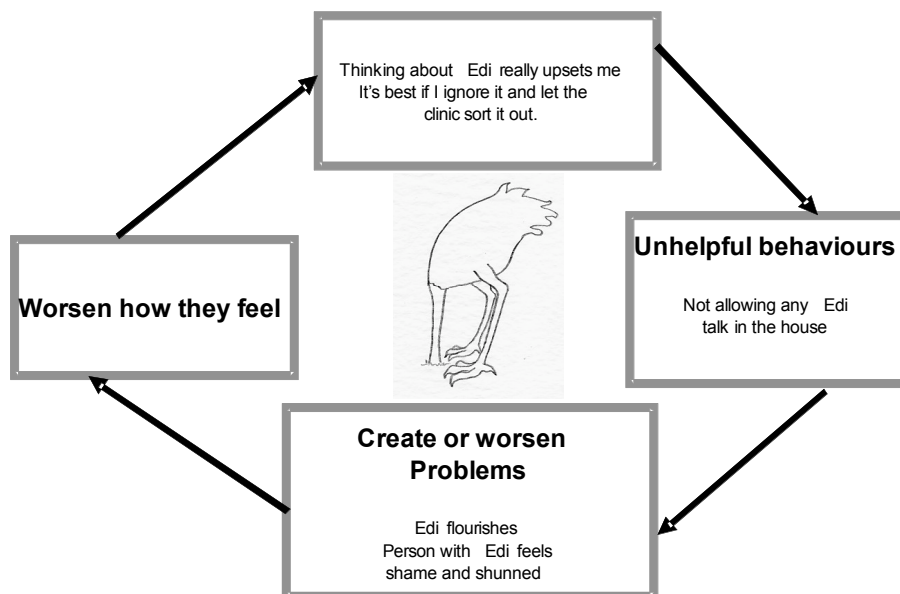 Thinking about Edi really upsets me
It's best if I ignore it and let the
clinic sort it out.
Unhelpful behaviours
Not allowing any Edi
talk in the house
Create or worsen
Problems
Edi flourishes
Person with Edi feels
shame and shunned
Worsen how they feel